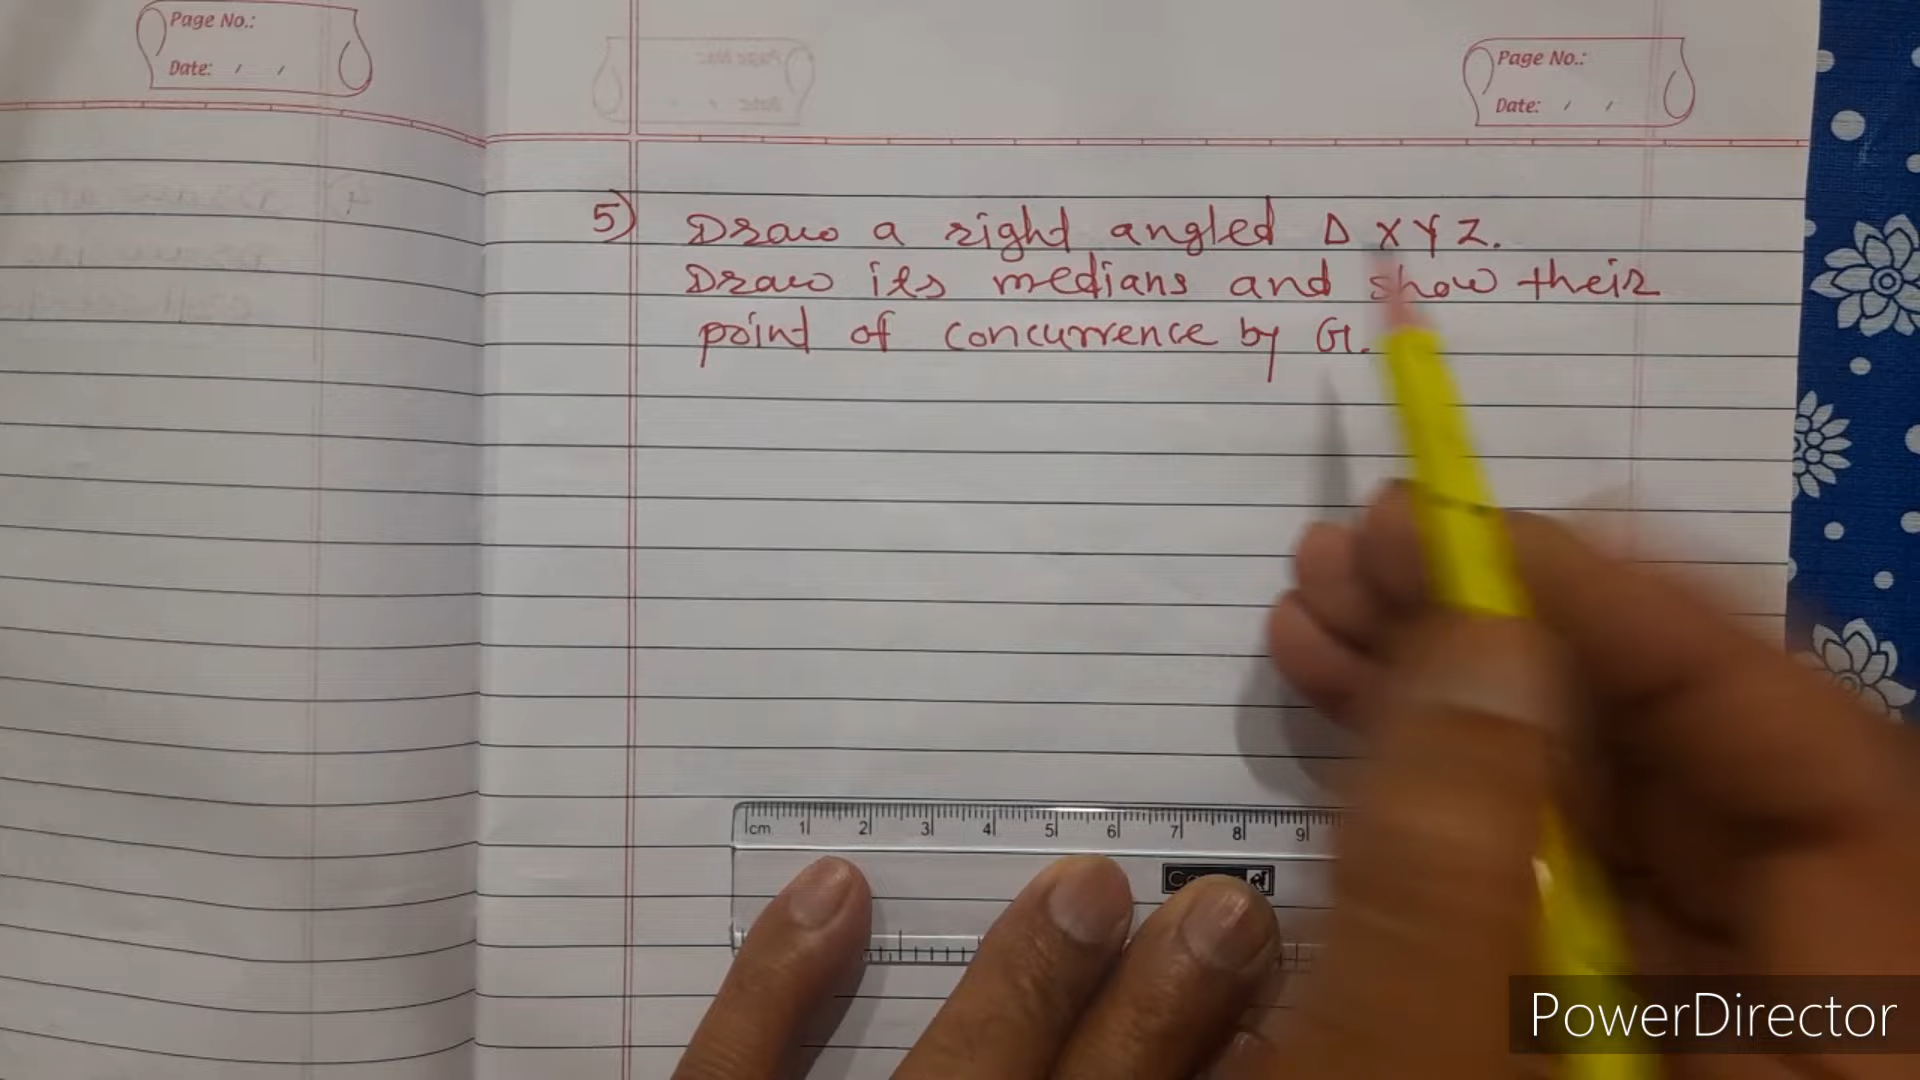 Page No.:
Date: / /
Page No.:
Date: / /
5) Draw a right angled Δ XYZ.
Draw its medians and show their
point of concurrence by G.
cm 1 2 3 4 5 6 7 8 9
PowerDirector